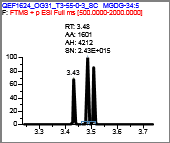 QEF1624_OG31_T3-55-0-3_SC MGDG-34:5
F: FTMS + p ESI Full ms [500.0000-2000.0000]
RT: 3.48
AA: 1601
AH: 4212
SN: 2.43E+015
100
80
60
40
20
0
3.43
3.3 3.4 3.5 3.6 3.7